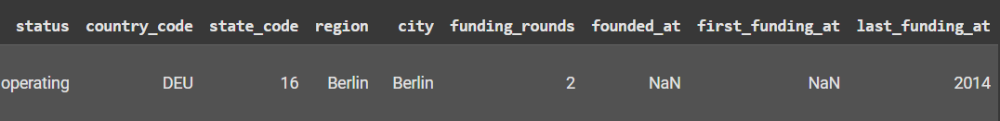 status country_code state_code region city funding_rounds founded_at first_funding_at last_funding_at
operating DEU 16 Berlin Berlin 2 NaN NaN 2014